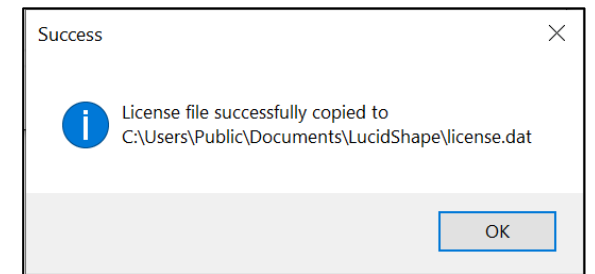 Success
License file successfully copied to
C:\Users\Public\Documents\LucidShape\license.dat
OK